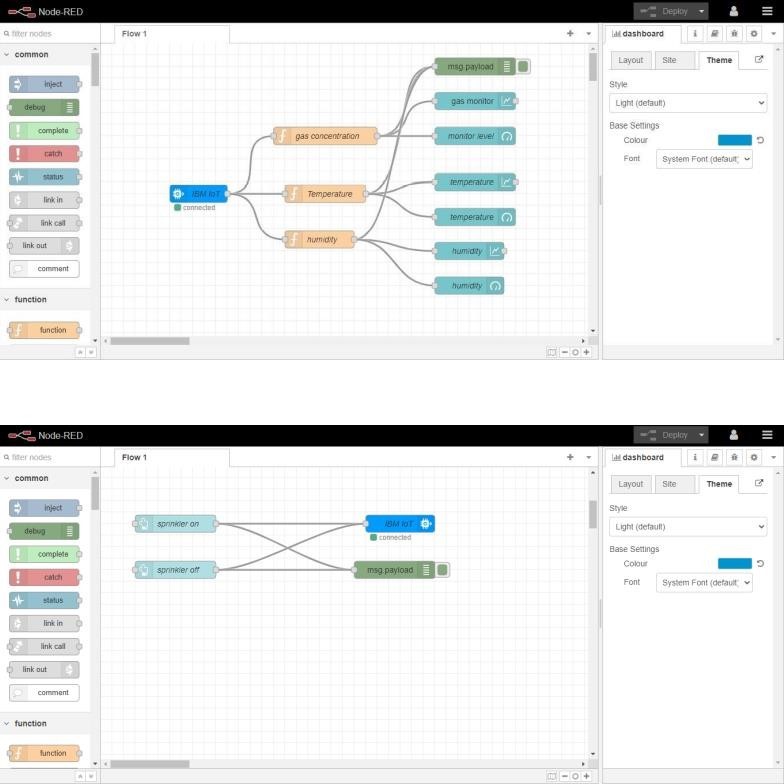 Node-RED
Deploy
filter nodes
Flow 1
dashboard
common
inject
debug
complete
catch
status
link in
link call
link out
comment
function
function
msg.payload
gas monitor
gas concentration
monitor level
IBM IoT
connected
Temperature
temperature
temperature
humidity
humidity
humidity
Layout
Site
Theme
Style
Light (default)
Base Settings
Colour
Font
System Font (default)
Node-RED
Deploy
filter nodes
Flow 1
dashboard
common
inject
debug
complete
catch
status
link in
link call
link out
comment
function
function
sprinkler on
IBM IoT
connected
sprinkler off
msg.payload
Layout
Site
Theme
Style
Light (default)
Base Settings
Colour
Font
System Font (default)